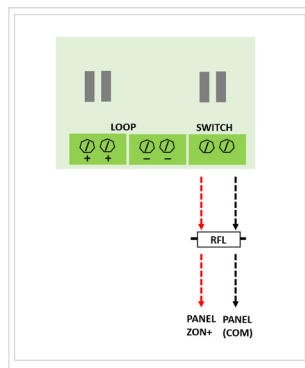 LOOP SWITCH
+ + – –
RFL
PANEL PANEL
ZON+ (COM)